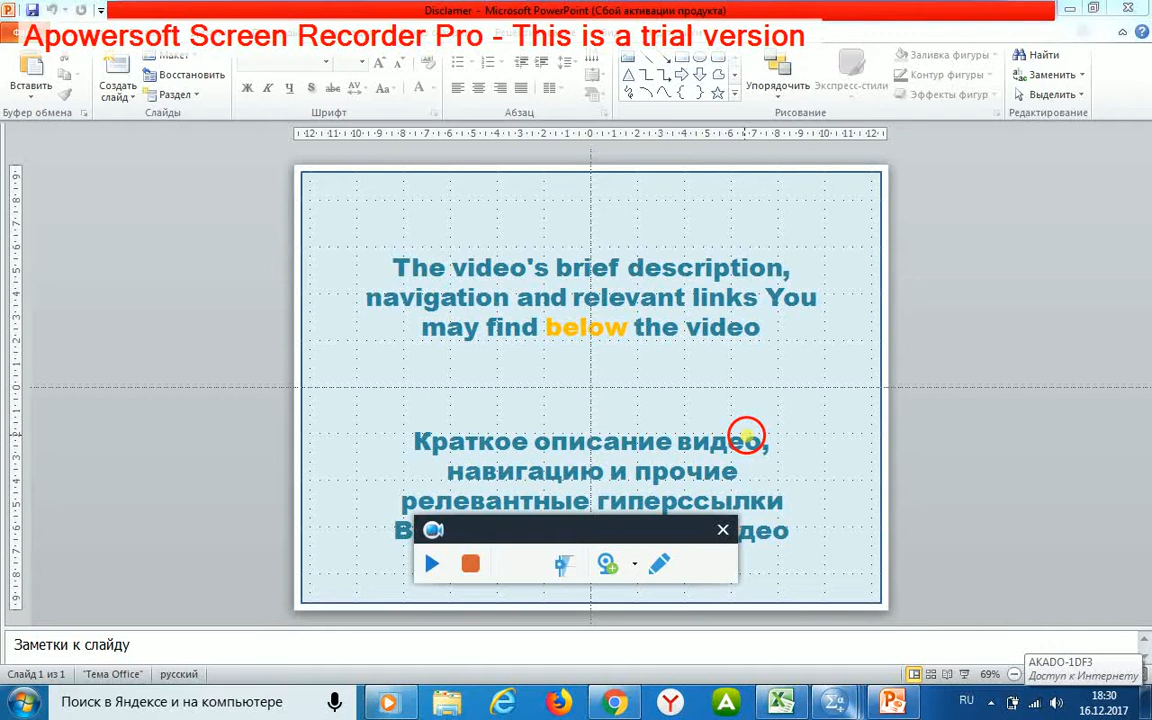 Disclamer - Microsoft PowerPoint (Сбой активации продукта)
Apowersoft Screen Recorder Pro - This is a trial version
Вставить
Макет
Восстановить
Раздел
Создать слайд
Ж К Ч S abc AV Aa A
Упорядочить
Экспресс-стили
Заливка фигуры
Контур фигуры
Эффекты фигур
Найти
Заменить
Выделить
Буфер обмена
Слайды
Шрифт
Абзац
Рисование
Редактирование
The video's brief description,
navigation and relevant links You
may find below the video
Краткое описание видео,
навигацию и прочие
релевантные гиперссылки
В
део
Заметки к слайду
Слайд 1 из 1
"Тема Office"
русский
69%
AKADO-1DF3
Доступ к Интернету
Поиск в Яндексе и на компьютере
RU
18:30
16.12.2017